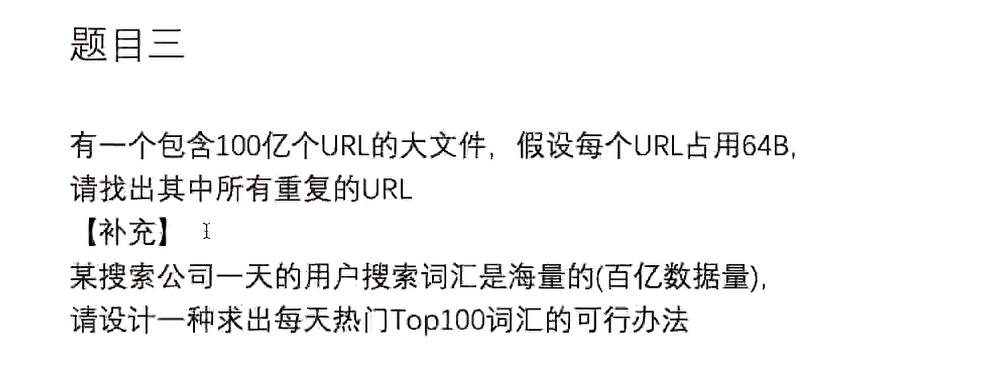 题目三
有一个包含100亿个URL的大文件，假设每个URL占用64B，
请找出其中所有重复的URL
【补充】
某搜索公司一天的用户搜索词汇是海量的(百亿数据量)，
请设计一种求出每天热门Top100词汇的可行办法